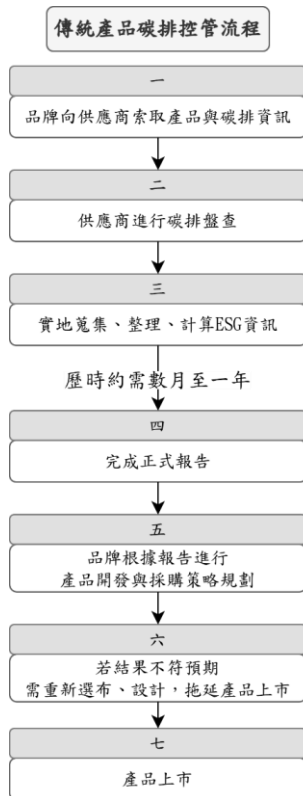 傳統產品碳排控管流程
一
品牌向供應商索取產品與碳排資訊
二
供應商進行碳排盤查
三
實地蒐集、整理、計算ESG資訊
歷時約需數月至一年
四
完成正式報告
五
品牌根據報告進行
產品開發與採購策略規劃
六
若結果不符預期
需重新選布、設計，拖延產品上市
七
產品上市